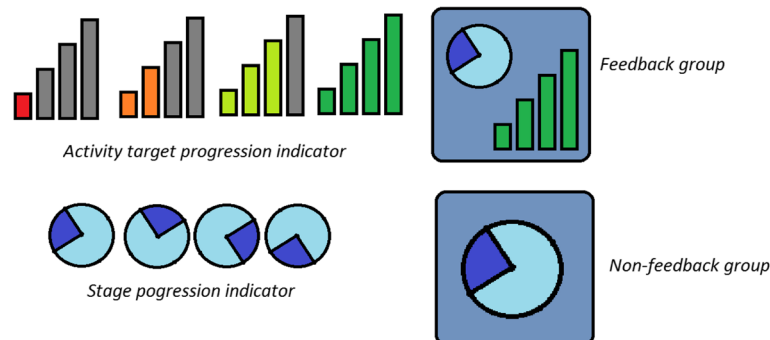 Feedback group
Activity target progression indicator
Stage pogression indicator
Non-feedback group